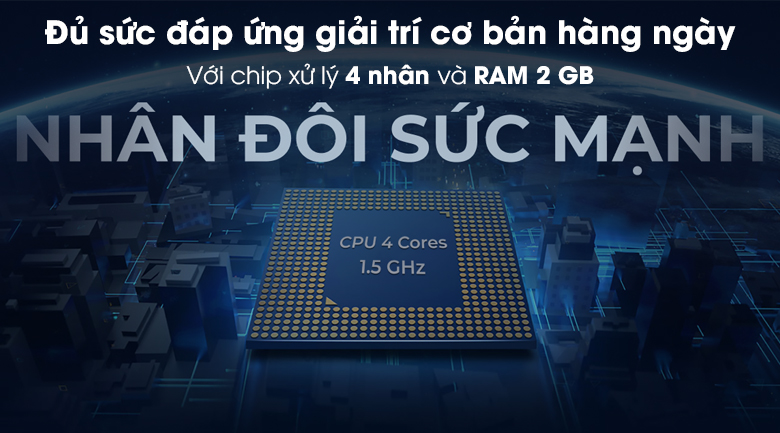 Đủ sức đáp ứng giải trí cơ bản hàng ngày
Với chip xử lý 4 nhân và RAM 2 GB
NHÂN ĐÔI SỨC MẠNH
CPU 4 Cores
1.5 GHz